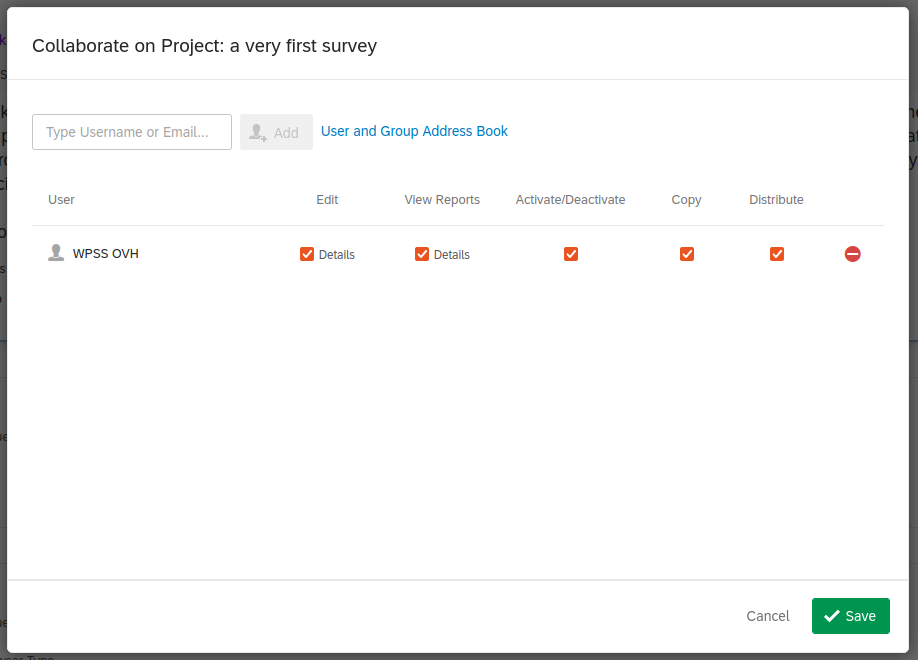 Collaborate on Project: a very first survey
Type Username or Email...
Add
User and Group Address Book
User Edit View Reports Activate/Deactivate Copy Distribute
WPSS OVH Details Details
Cancel Save